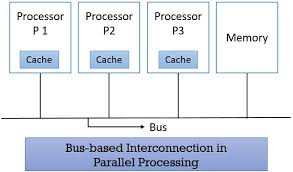 Processor
P 1
Cache
Processor
P2
Cache
Processor
P3
Cache
Memory
Bus
Bus-based Interconnection in
Parallel Processing